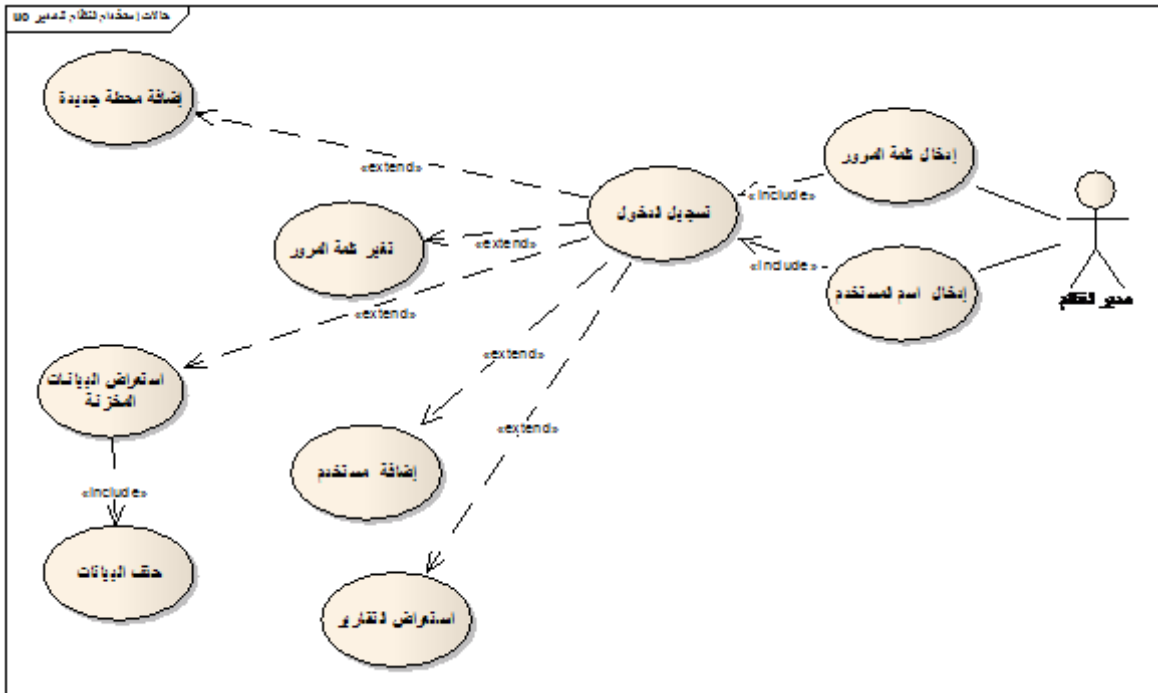 uc حالات إستخدام النظام المدير
إضافة محطة جديدة
«extend»
إدخال كلمة المرور
«include»
تسجيل الدخول
تغير كلمة المرور
«extend»
«include»
إدخال اسم المستخدم
مدير النظام
«extend»
استعراض البيانات
المخزنة
«extend»
إضافة مستخدم
«extend»
«include»
حذف البيانات
استعراض التقارير